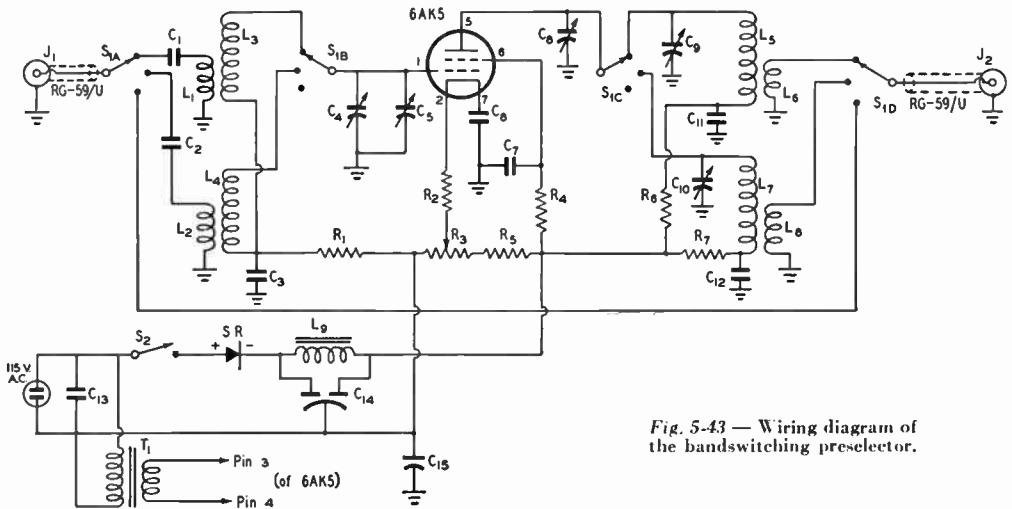 6AK5
J1
S1A
C1
L3
S1B
5
C8
C9
L5
J2
1
6
L1
S1C
L6
RG-59/U
2
7
S1D
RG-59/U
C4
C5
C6
C11
C2
C7
L4
R2
R4
R6
C10
L7
L2
R1
R3
R5
R7
L8
C3
C12
S2
SR
L9
+
-
115 V.
A.C.
C13
C14
T1
C15
Pin 3
(of 6AK5)
Pin 4
Fig. 5-43 — Wiring diagram of
the bandswitching preselector.